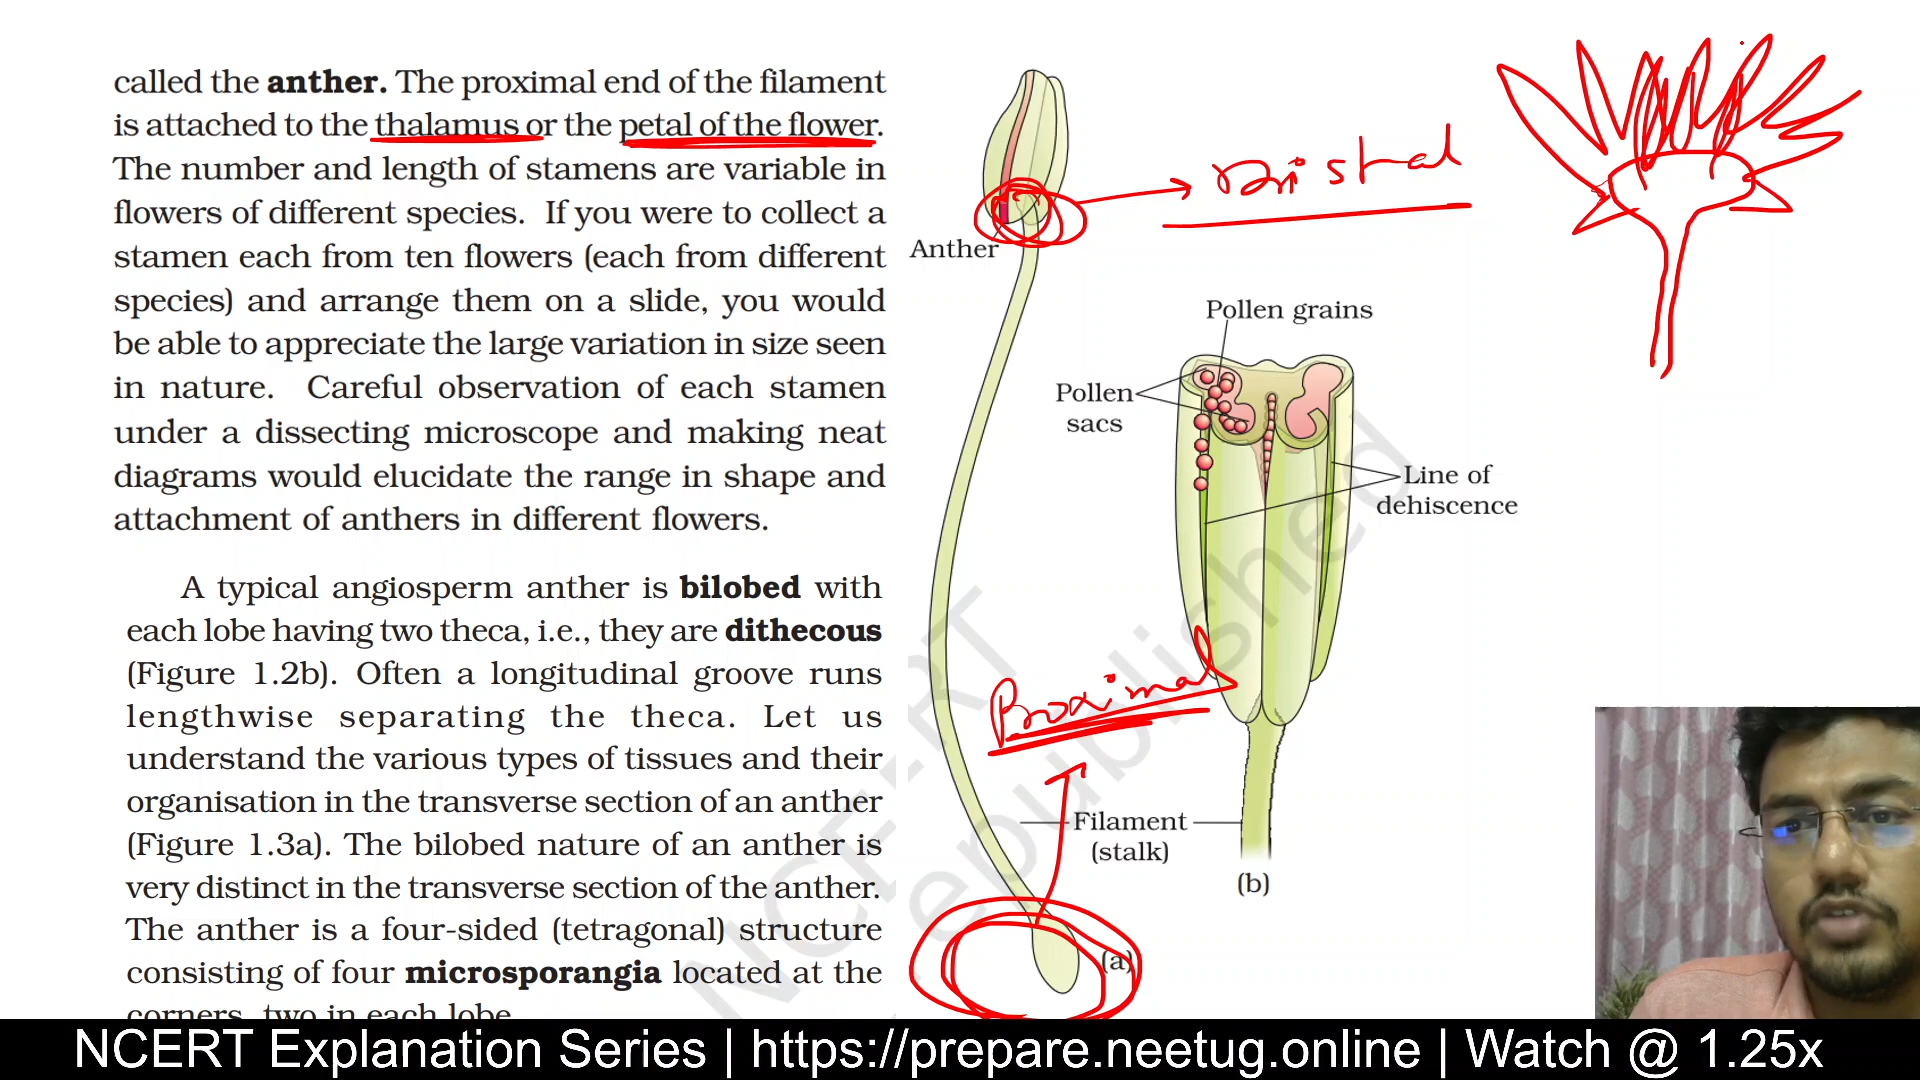 called the anther. The proximal end of the filament
is attached to the thalamus or the petal of the flower.
The number and length of stamens are variable in
flowers of different species. If you were to collect a
stamen each from ten flowers (each from different
species) and arrange them on a slide, you would
be able to appreciate the large variation in size seen
in nature. Careful observation of each stamen
under a dissecting microscope and making neat
diagrams would elucidate the range in shape and
attachment of anthers in different flowers.
A typical angiosperm anther is bilobed with
each lobe having two theca, i.e., they are dithecous
(Figure 1.2b). Often a longitudinal groove runs
lengthwise separating the theca. Let us
understand the various types of tissues and their
organisation in the transverse section of an anther
(Figure 1.3a). The bilobed nature of an anther is
very distinct in the transverse section of the anther.
The anther is a four-sided (tetragonal) structure
consisting of four microsporangia located at the
corners, two in each lobe.
Distal
Anther
Pollen grains
Pollen
sacs
Line of
dehiscence
Proximal
Filament
(stalk)
(b)
(a)
NCERT
republished
NCERT Explanation Series | https://prepare.neetug.online | Watch @ 1.25x